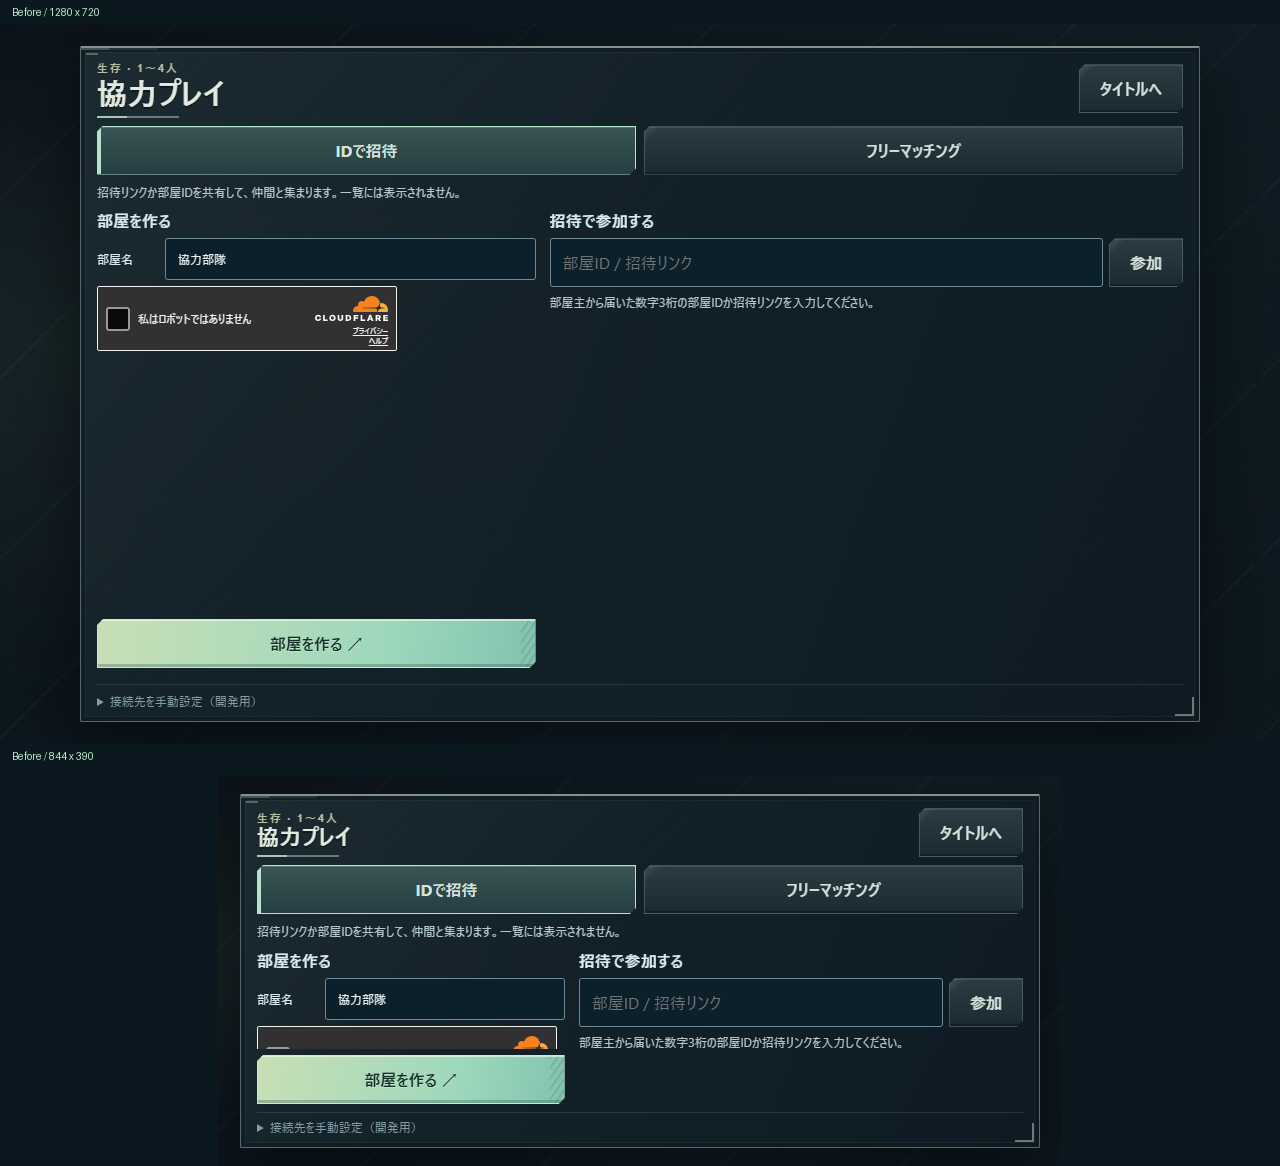 Before / 1280 x 720
生存 · 1〜4人
協力プレイ
タイトルへ
IDで招待
フリーマッチング
招待リンクか部屋IDを共有して、仲間と集まります。一覧には表示されません。
部屋を作る
招待で参加する
部屋名
協力部隊
部屋ID / 招待リンク
参加
私はロボットではありません
CLOUDFLARE
プライバシー
ヘルプ
部屋主から届いた数字3桁の部屋IDか招待リンクを入力してください。
部屋を作る ↗
▶ 接続先を手動設定（開発用）
Before / 844 x 390
生存 · 1〜4人
協力プレイ
タイトルへ
IDで招待
フリーマッチング
招待リンクか部屋IDを共有して、仲間と集まります。一覧には表示されません。
部屋を作る
招待で参加する
部屋名
協力部隊
部屋ID / 招待リンク
参加
部屋主から届いた数字3桁の部屋IDか招待リンクを入力してください。
部屋を作る ↗
▶ 接続先を手動設定（開発用）